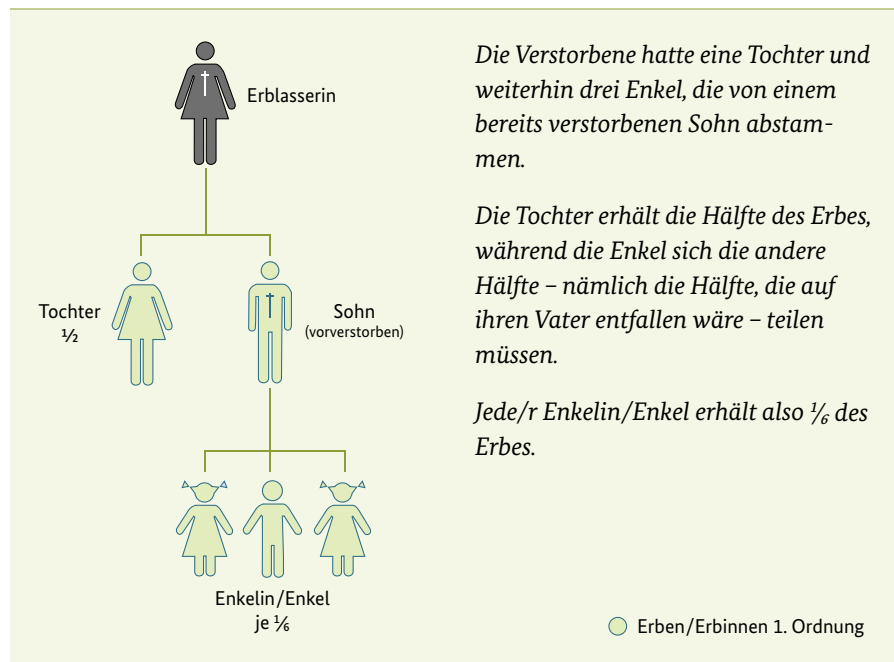 Erblasserin
Tochter
½
Sohn
(vorverstorben)
Enkelin/Enkel
je ⅙
Die Verstorbene hatte eine Tochter und
weiterhin drei Enkel, die von einem
bereits verstorbenen Sohn abstam-
men.
Die Tochter erhält die Hälfte des Erbes,
während die Enkel sich die andere
Hälfte – nämlich die Hälfte, die auf
ihren Vater entfallen wäre – teilen
müssen.
Jede/r Enkelin/Enkel erhält also ⅙ des
Erbes.
Erben/Erbinnen 1. Ordnung